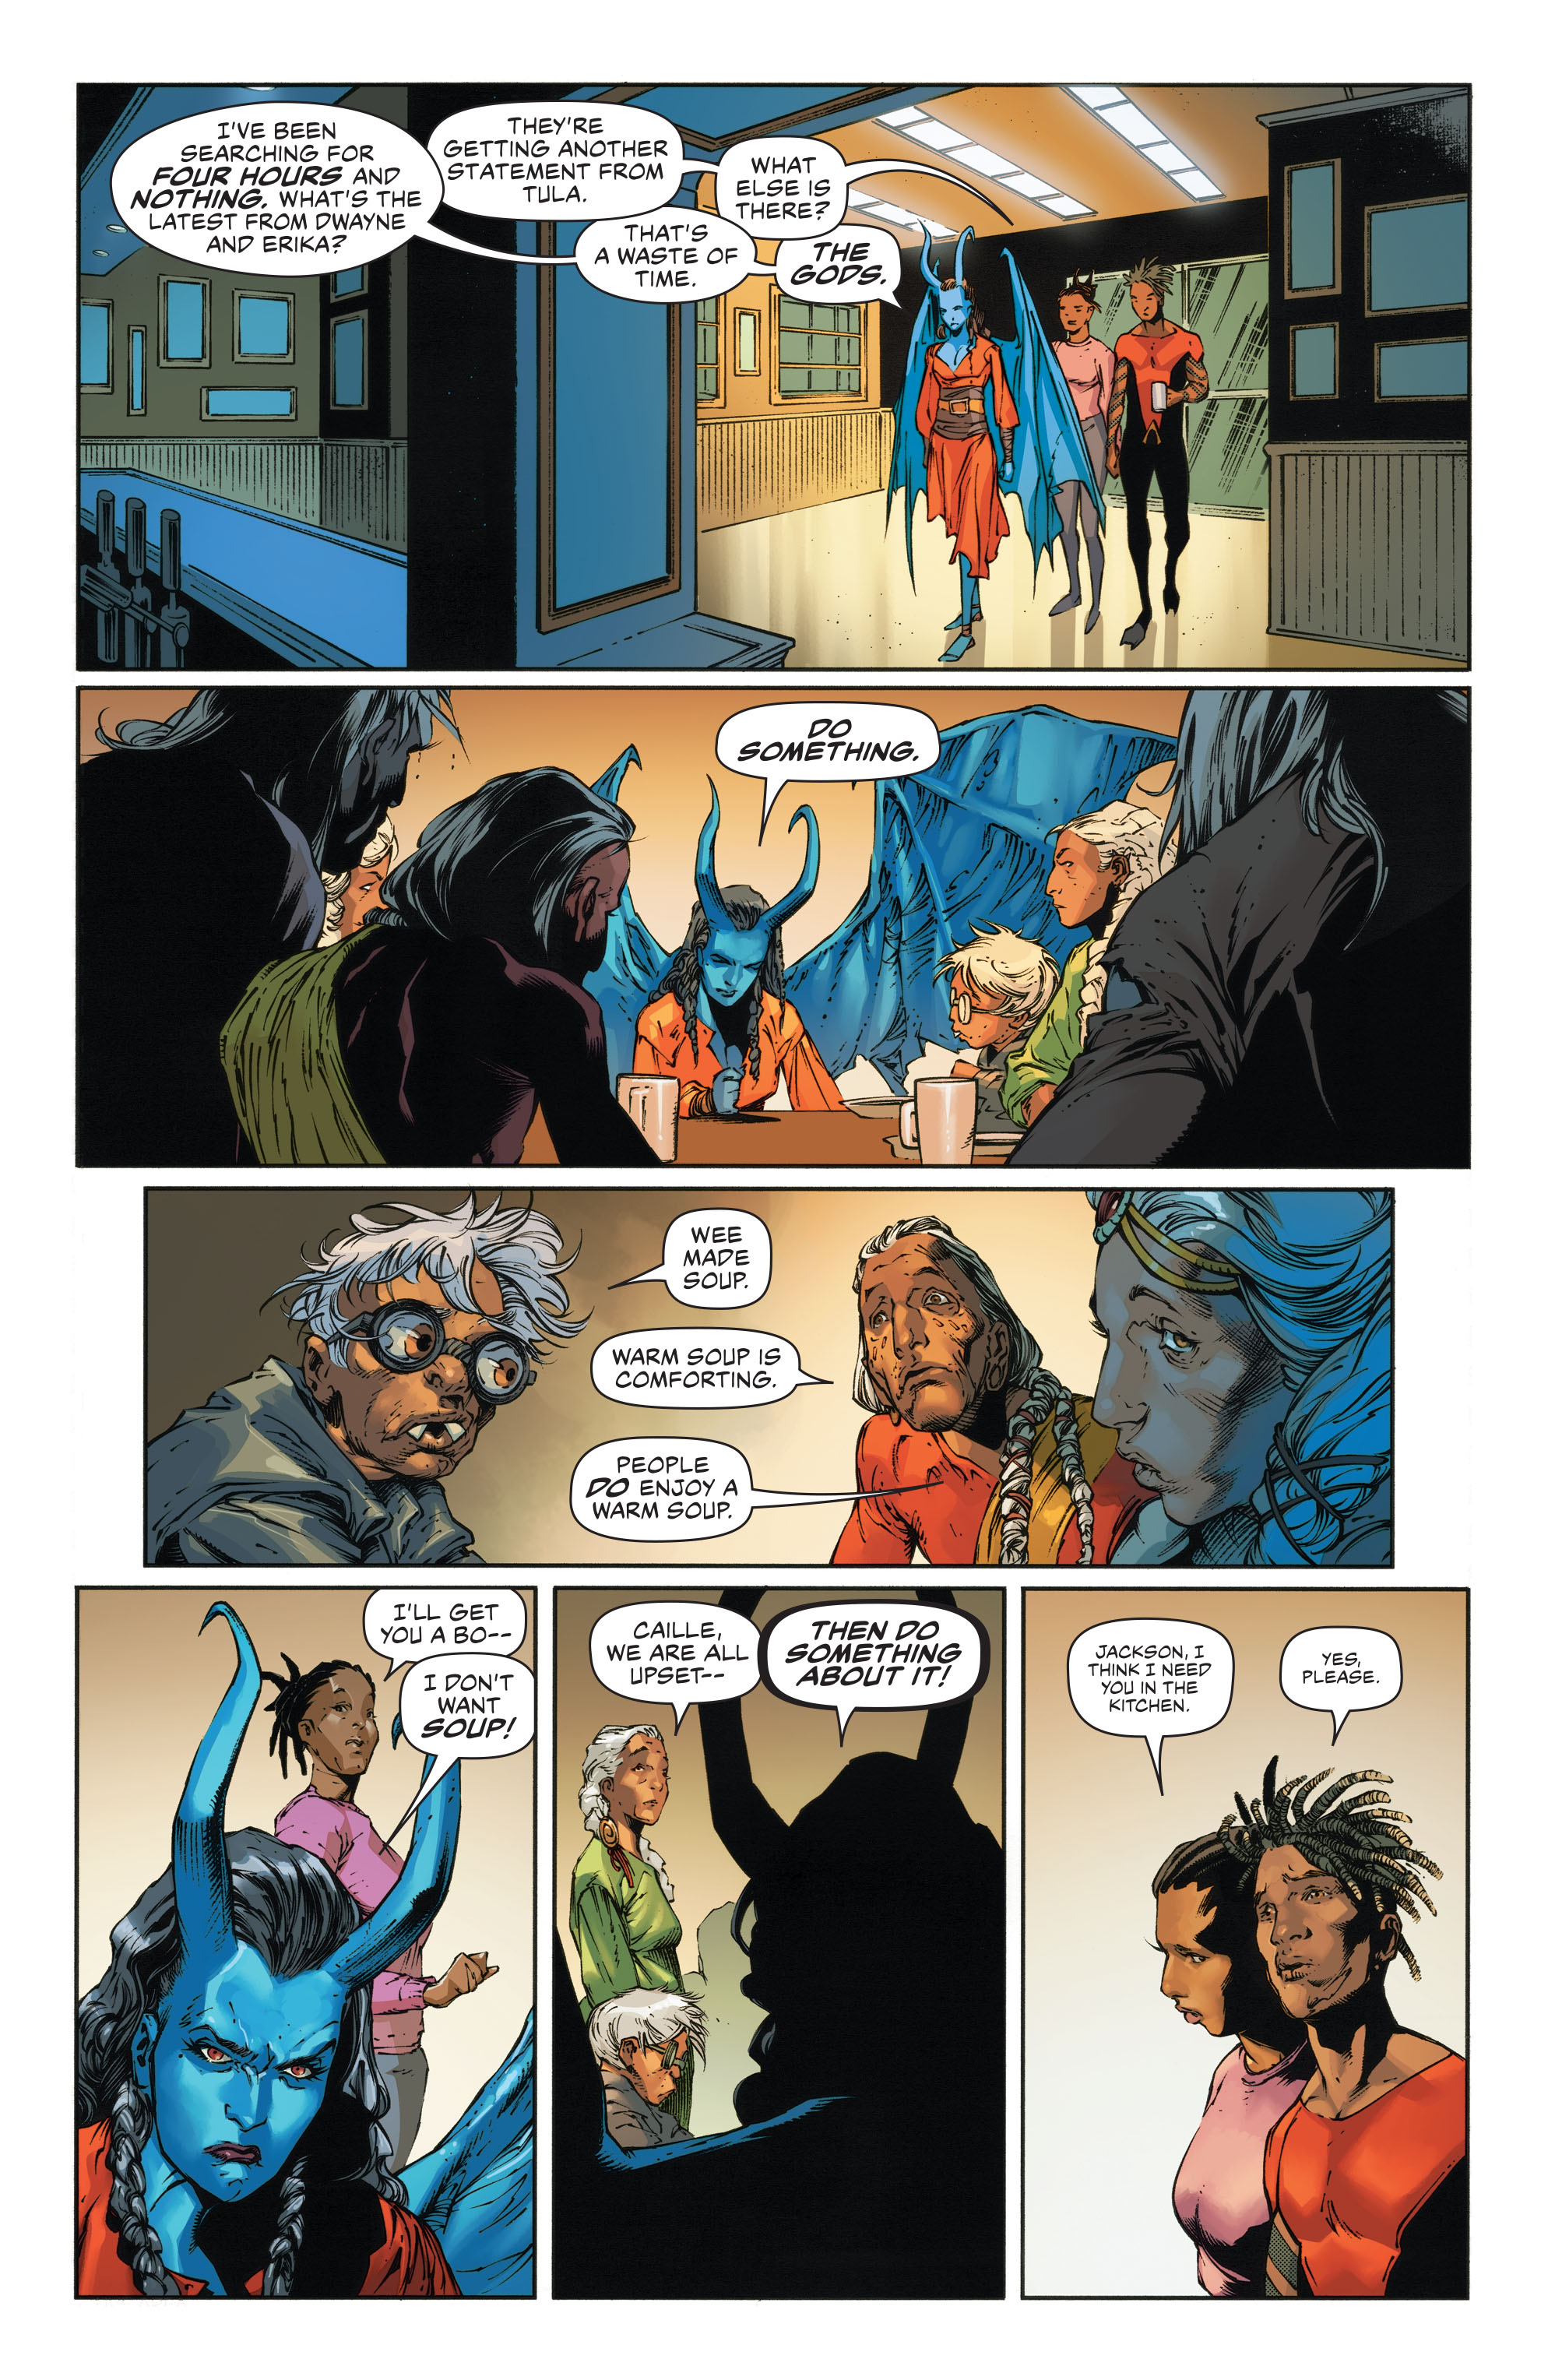 I'VE BEEN
SEARCHING FOR
FOUR HOURS AND
NOTHING. WHAT'S THE
LATEST FROM DWAYNE
AND ERIKA?
THEY'RE
GETTING ANOTHER
STATEMENT FROM
TULA.
THAT'S
A WASTE OF
TIME.
WHAT
ELSE IS
THERE?
THE
GODS.
DO
SOMETHING.
WEE
MADE
SOUP.
WARM SOUP IS
COMFORTING.
PEOPLE
DO ENJOY A
WARM SOUP.
I'LL GET
YOU A BO--
I DON'T
WANT
SOUP!
CAILLE,
WE ARE ALL
UPSET--
THEN DO
SOMETHING
ABOUT IT!
JACKSON, I
THINK I NEED
YOU IN THE
KITCHEN.
YES,
PLEASE.